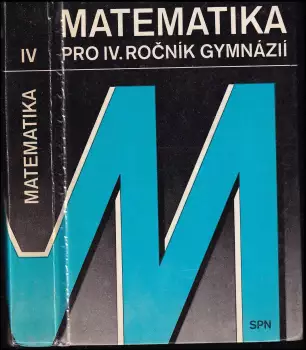 IV
MATEMATIKA
MATEMATIKA
PRO IV. ROČNÍK GYMNÁZIÍ
M
SPN